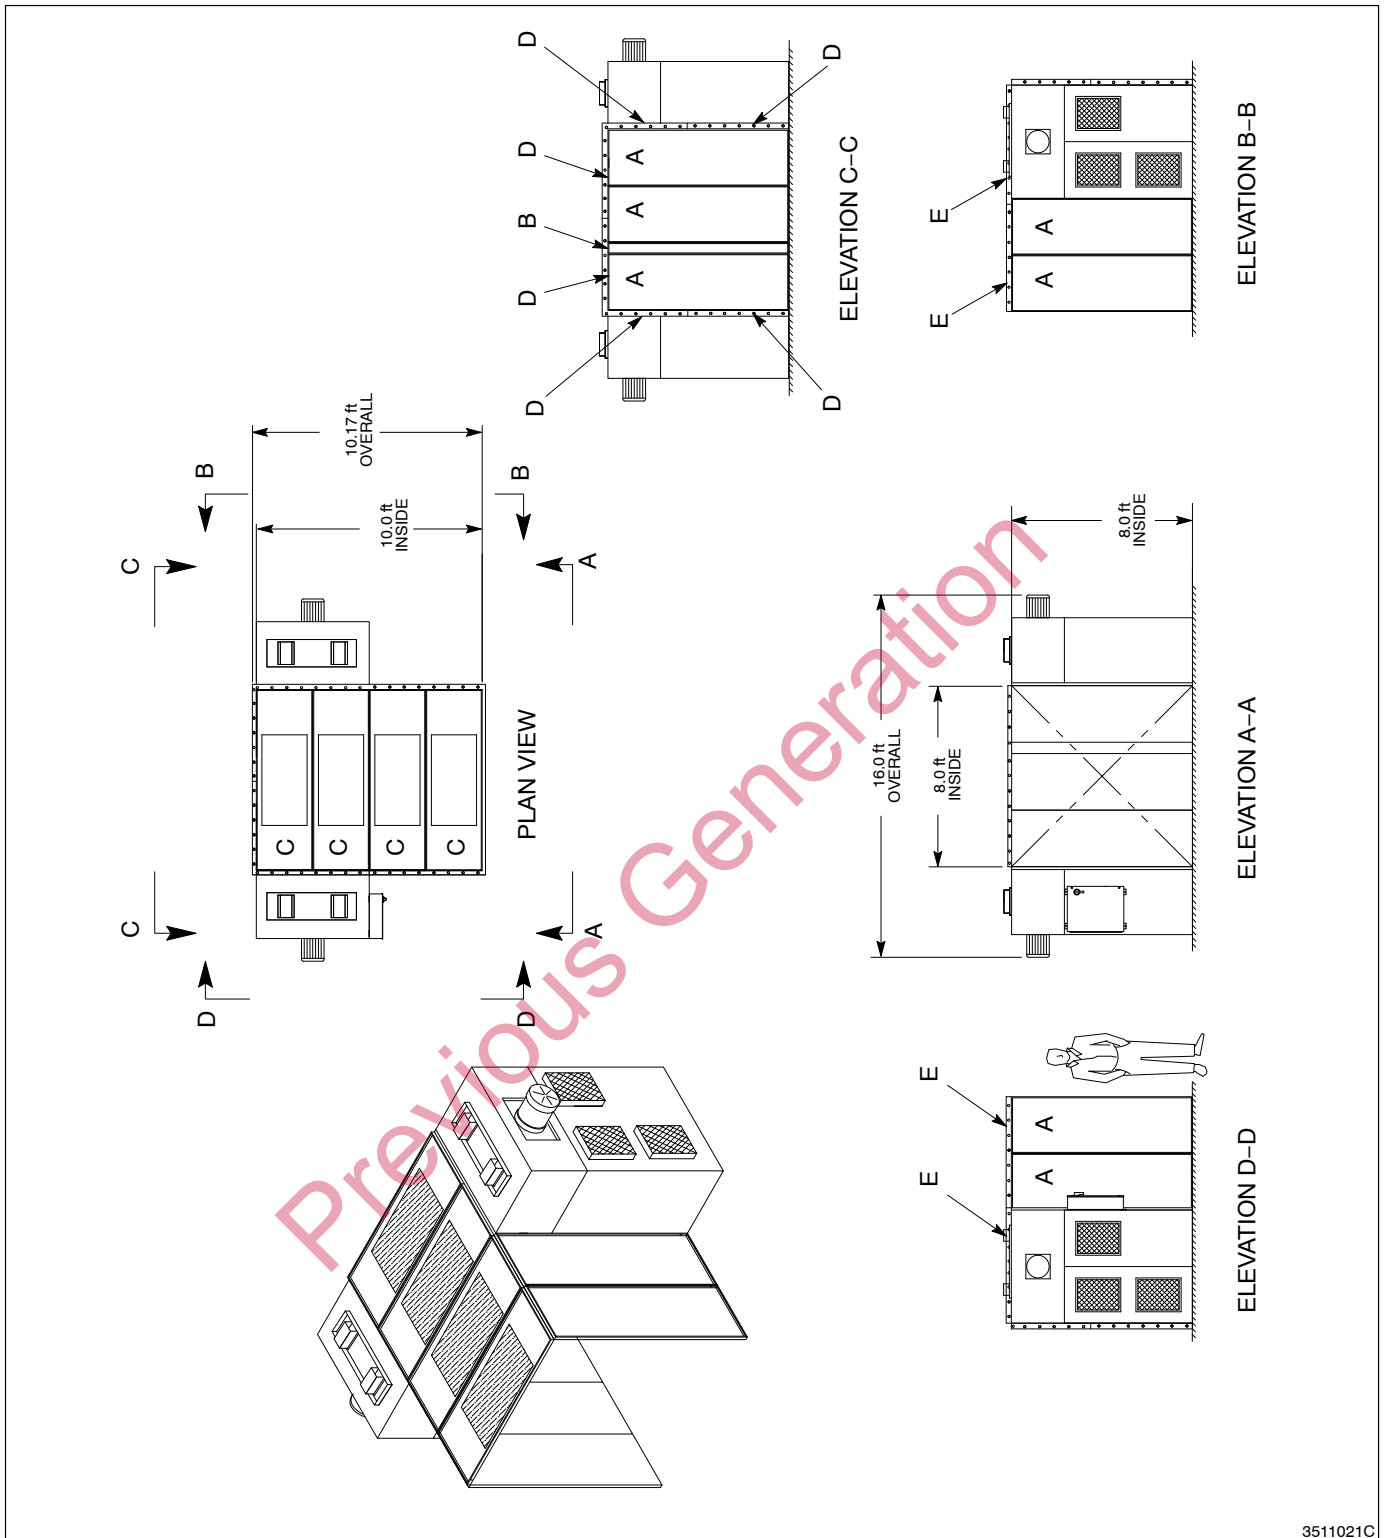 D
D
D
D
B
D
D
D
A
A
A
ELEVATION C–C
E
E
A
A
ELEVATION B–B
C
C
B
B
A
A
D
D
10.17 ft
OVERALL
10.0 ft
INSIDE
C
C
C
C
PLAN VIEW
16.0 ft
OVERALL
8.0 ft
INSIDE
8.0 ft
INSIDE
ELEVATION A–A
E
E
A
A
ELEVATION D–D
Previous Generation
3511021C